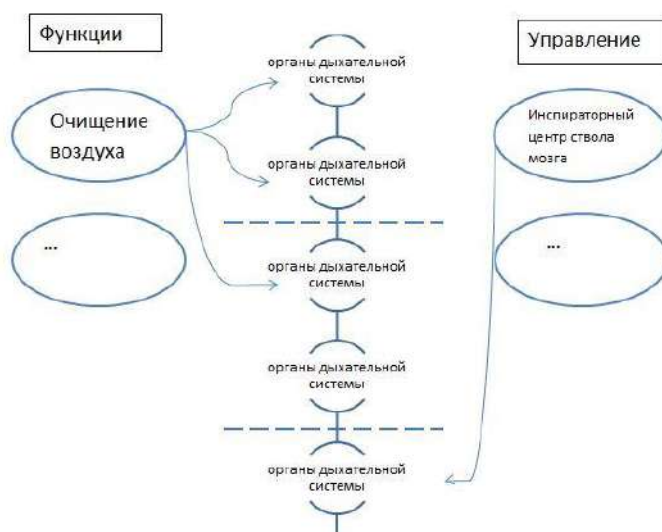 Функции
Управление
органы дыхательной
системы
Очищение
воздуха
Инспираторный
центр ствола
мозга
органы дыхательной
системы
...
...
органы дыхательной
системы
органы дыхательной
системы
органы дыхательной
системы